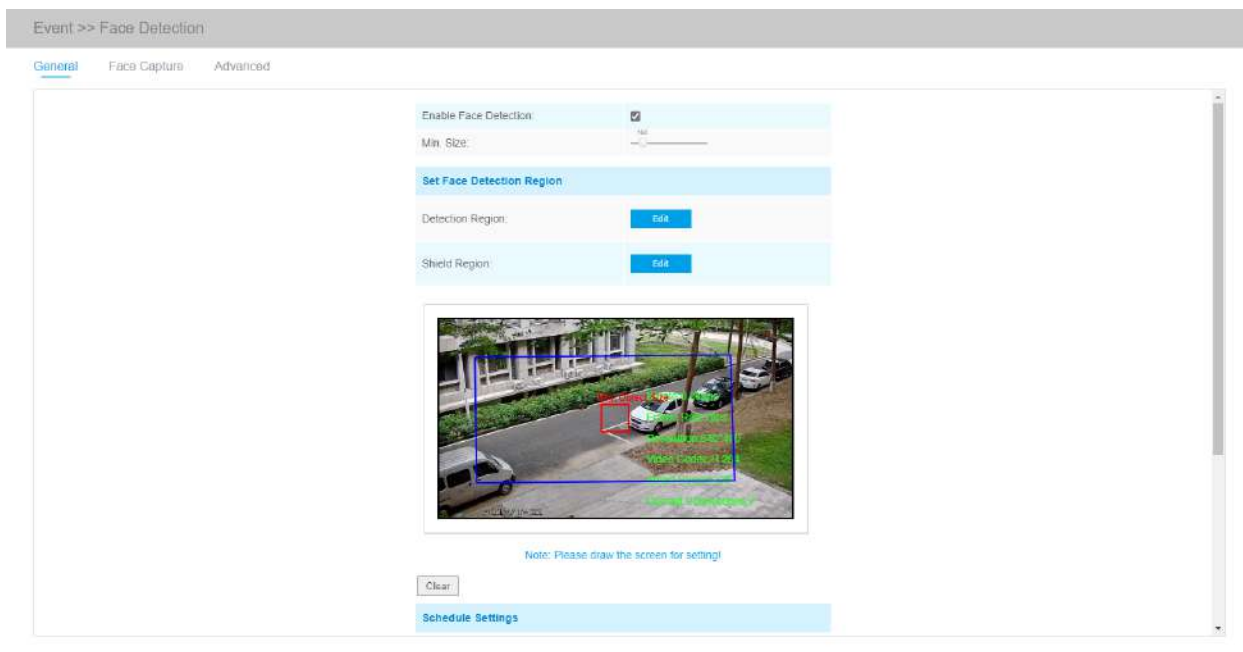 Event >> Face Detection
General Face Capture Advanced
Enable Face Detection:
Min. Size:
Set Face Detection Region
Detection Region: Edit
Shield Region: Edit
Video Codec:H.264
Note: Please draw the screen for setting!
Clear
Schedule Settings